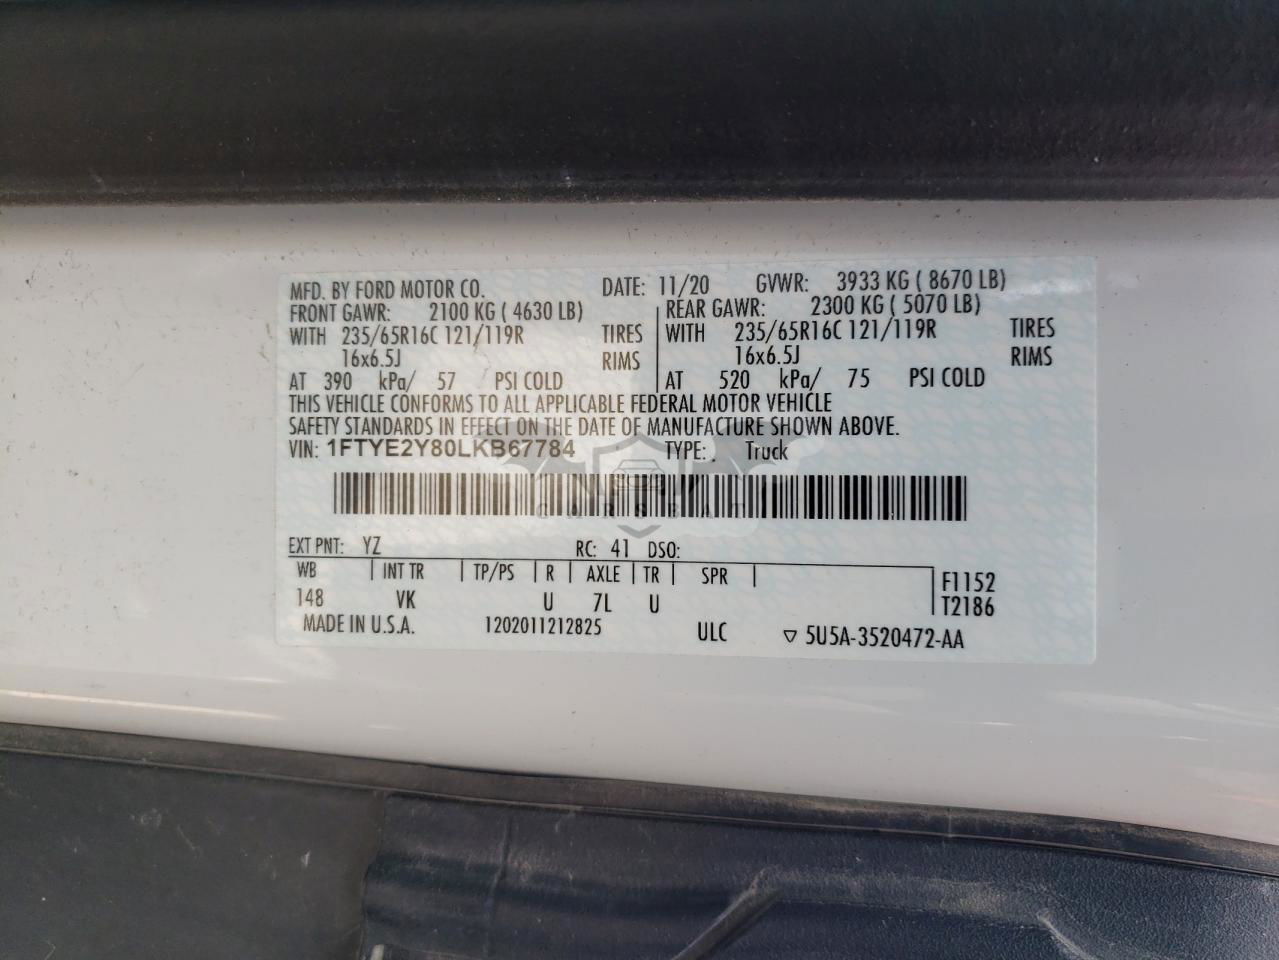 MFD. BY FORD MOTOR CO. DATE: 11/20 GVWR: 3933 KG ( 8670 LB)
FRONT GAWR: 2100 KG ( 4630 LB) REAR GAWR: 2300 KG ( 5070 LB)
WITH 235/65R16C 121/119R TIRES WITH 235/65R16C 121/119R TIRES
16x6.5J RIMS 16x6.5J RIMS
AT 390 kPa/ 57 PSI COLD AT 520 kPa/ 75 PSI COLD
THIS VEHICLE CONFORMS TO ALL APPLICABLE FEDERAL MOTOR VEHICLE
SAFETY STANDARDS IN EFFECT ON THE DATE OF MANUFACTURE SHOWN ABOVE.
VIN: 1FTYE2Y80LKB67784 TYPE: Truck
CARSBAT
EXT PNT: YZ RC: 41 DSO:
WB INT TR TP/PS R AXLE TR SPR F1152
148 VK U 7L U T2186
MADE IN U.S.A. 1202011212825 ULC ▽ 5U5A-3520472-AA